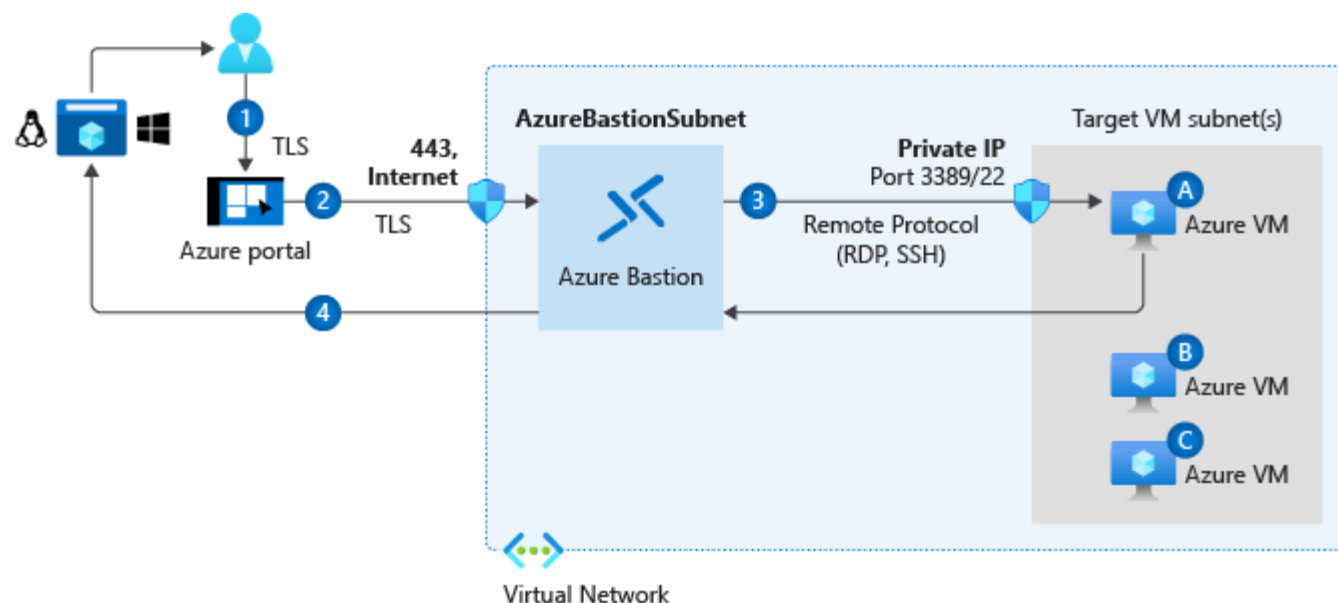 1
TLS
Azure portal
2
443,
Internet
TLS
AzureBastionSubnet
Azure Bastion
3
Private IP
Port 3389/22
Remote Protocol
(RDP, SSH)
Target VM subnet(s)
A
Azure VM
B
Azure VM
C
Azure VM
4
Virtual Network